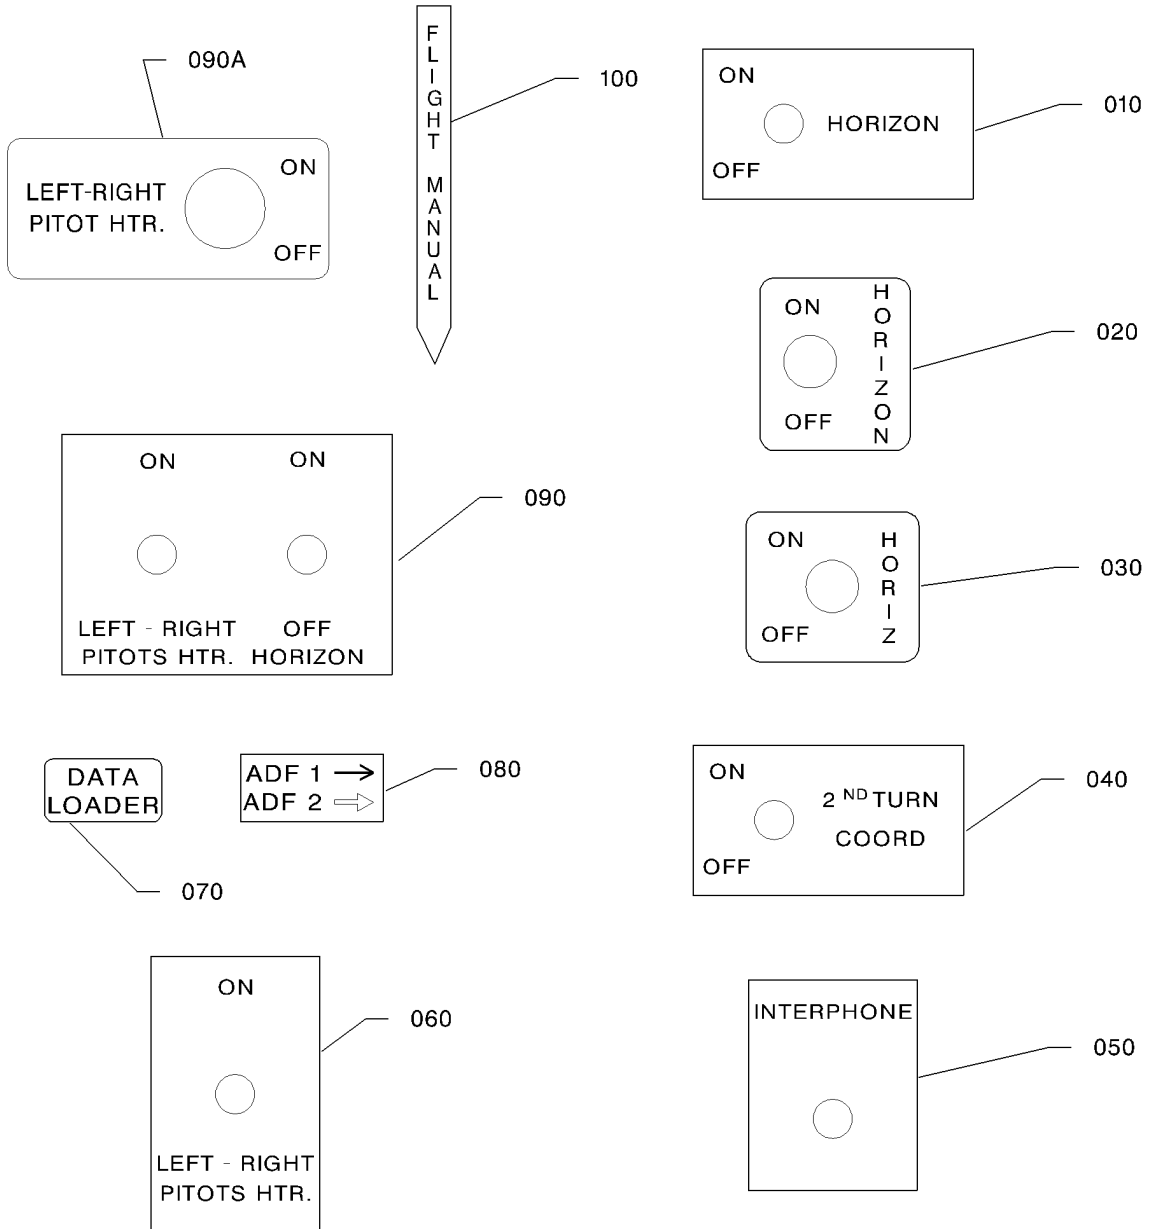 090A
LEFT-RIGHT
PITOT HTR.
ON
OFF
FLIGHT MANUAL
100
ON
HORIZON
OFF
010
ON
OFF
HORIZON
020
ON
ON
LEFT - RIGHT
PITOTS HTR.
OFF
HORIZON
090
ON
OFF
HORIZ
030
DATA
LOADER
070
ADF 1 →
ADF 2 ⇨
080
ON
2 ND TURN
COORD
OFF
040
ON
LEFT - RIGHT
PITOTS HTR.
060
INTERPHONE
050